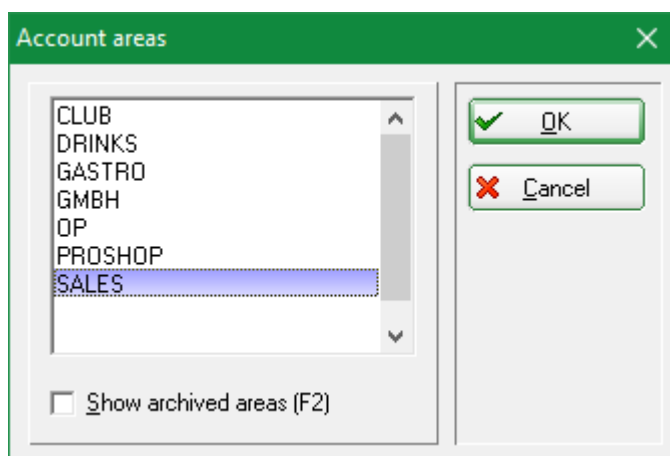 Account areas
CLUB
DRINKS
GASTRO
GMBH
OP
PROSHOP
SALES
Show archived areas (F2)
OK
Cancel